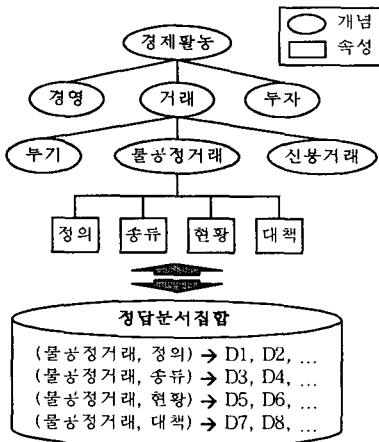 개념
속성
경제활동
경영 거래 투자
투기 불공정거래 신용거래
정의 종류 현황 대책
정답문서집합
(불공정거래, 정의) → D1, D2, ...
(불공정거래, 종류) → D3, D4, ...
(불공정거래, 현황) → D5, D6, ...
(불공정거래, 대책) → D7, D8, ...